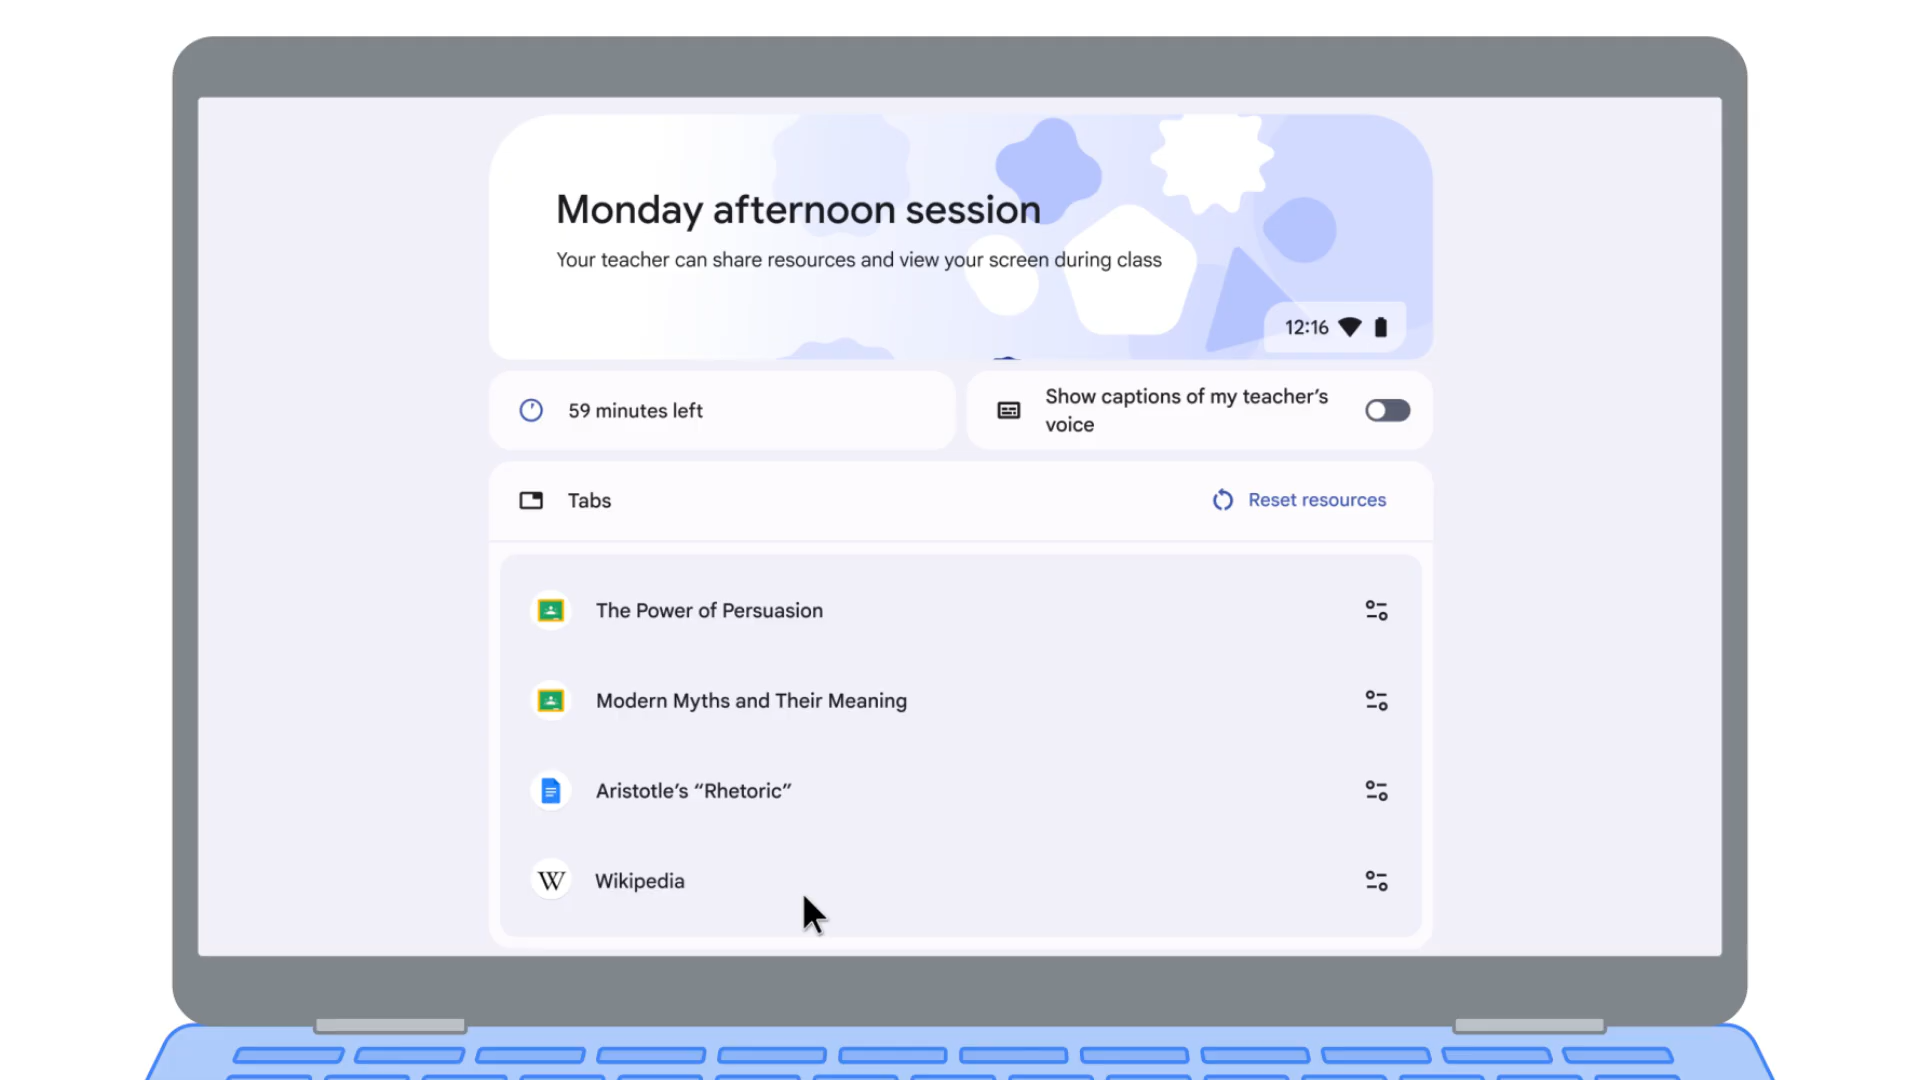 Monday afternoon session
Your teacher can share resources and view your screen during class
12:16
59 minutes left
Show captions of my teacher’s
voice
Tabs
Reset resources
The Power of Persuasion
Modern Myths and Their Meaning
Aristotle’s “Rhetoric”
W Wikipedia